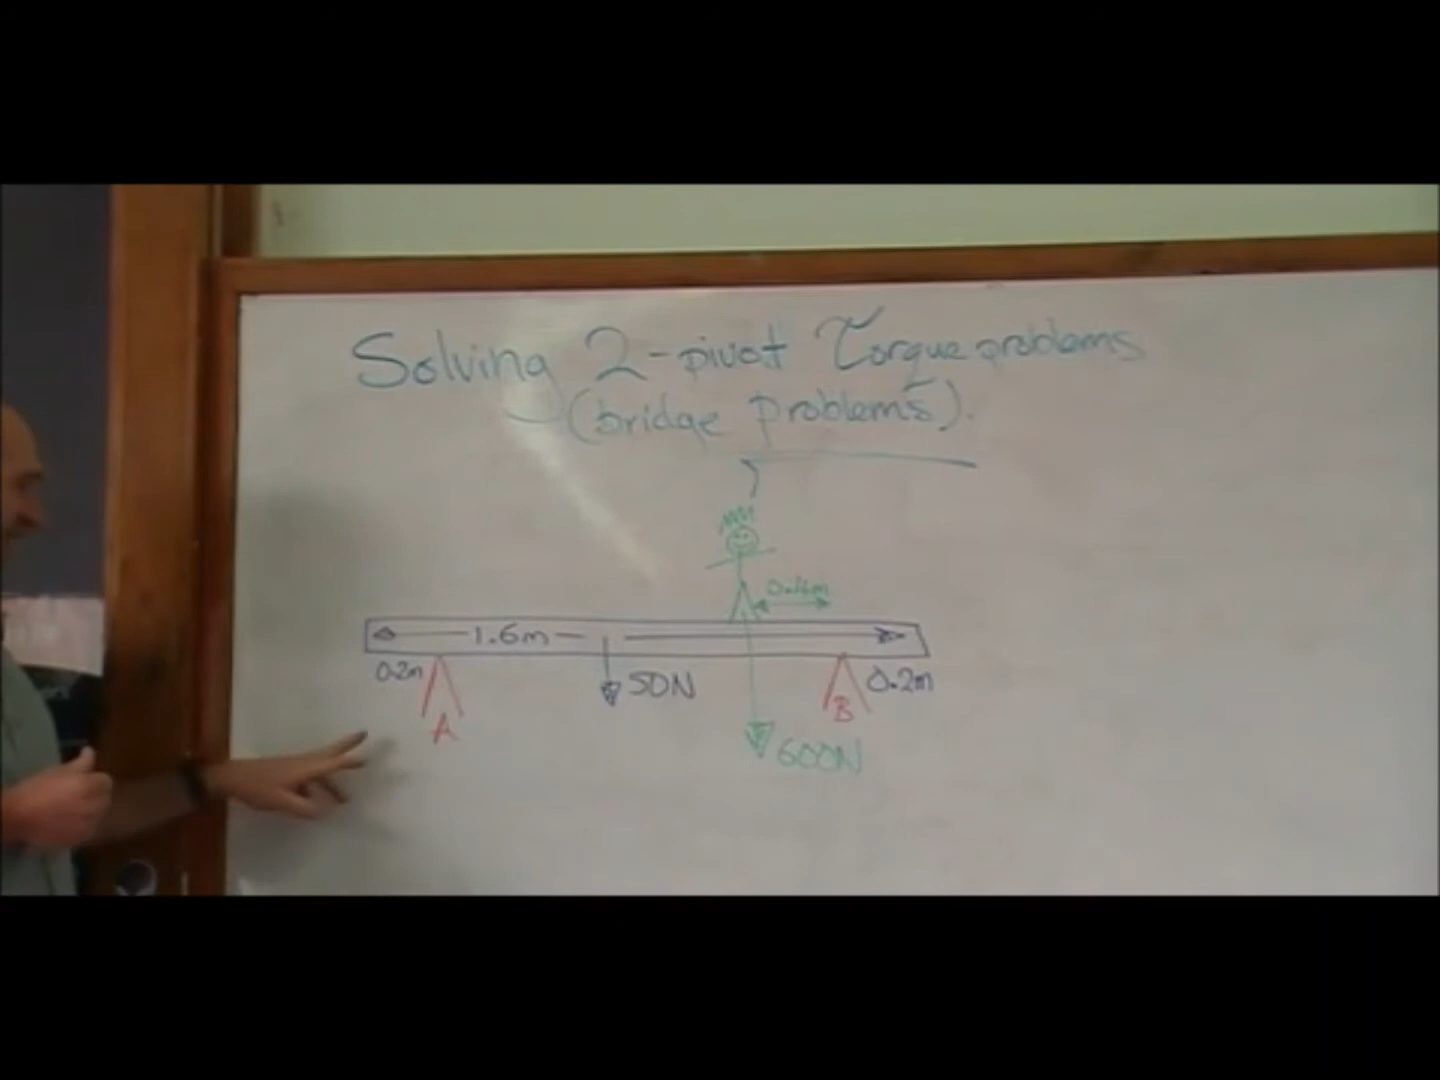 Solving 2-pivot Torque problems
(bridge problems).
1.6m
0.2m
50N
0.2m
A
B
600N